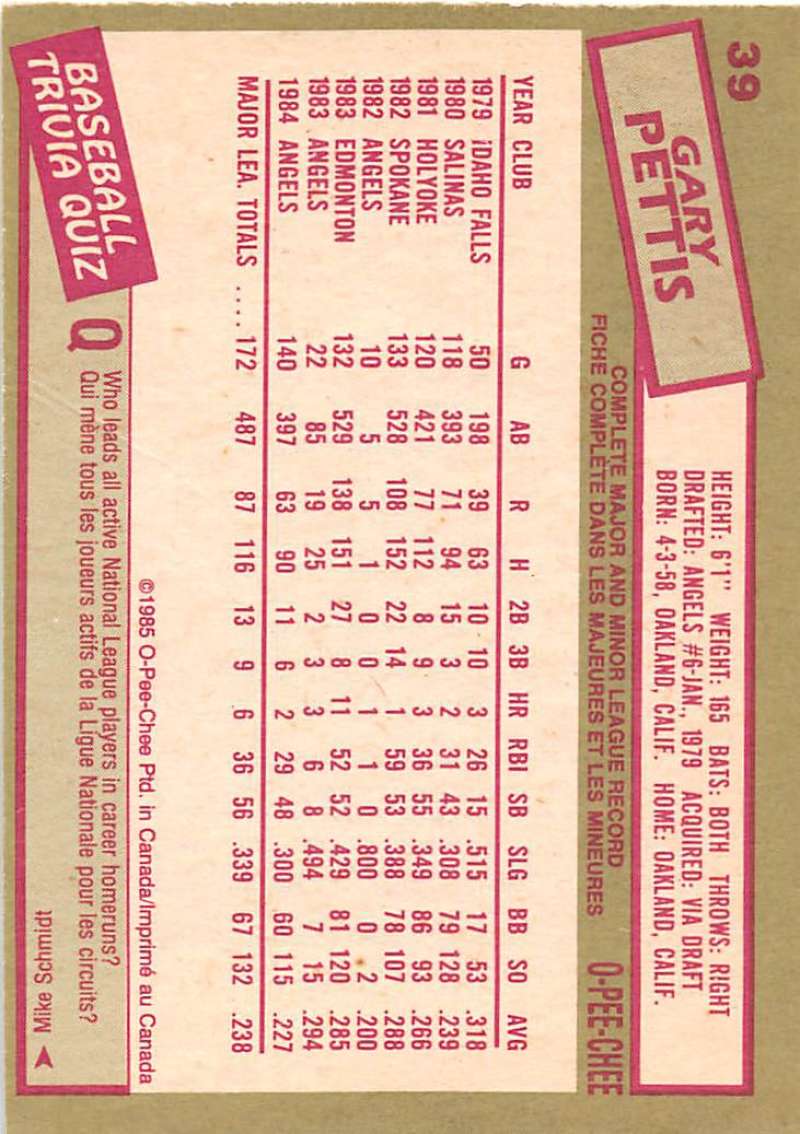 39
GARY
PETTIS
HEIGHT: 6'1" WEIGHT: 165 BATS: BOTH THROWS: RIGHT
DRAFTED: ANGELS #6-JAN., 1979 ACQUIRED: VIA DRAFT
BORN: 4-3-58, OAKLAND, CALIF. HOME: OAKLAND, CALIF.
COMPLETE MAJOR AND MINOR LEAGUE RECORD
FICHE COMPLETE DANS LES MAJEURES ET LES MINEURES
O-PEE-CHEE
YEAR CLUB G AB R H 2B 3B HR RBI SB SLG BB SO AVG
1979 IDAHO FALLS 50 198 39 63 10 10 3 26 15 .515 17 53 .318
1980 SALINAS 118 393 71 94 15 3 2 31 43 .308 79 128 .239
1981 HOLYOKE 120 421 77 112 8 9 3 36 55 .349 86 93 .266
1982 SPOKANE 133 528 108 152 22 14 1 59 53 .388 78 107 .288
1982 ANGELS 10 5 5 1 0 0 1 1 0 .800 0 2 .200
1983 EDMONTON 132 529 138 151 27 8 11 52 52 .429 81 120 .285
1983 ANGELS 22 85 19 25 2 3 3 6 8 .494 7 15 .294
1984 ANGELS 140 397 63 90 11 6 2 29 48 .300 60 115 .227
MAJOR LEA. TOTALS .... 172 487 87 116 13 9 6 36 56 .339 67 132 .238
©1985 O-Pee-Chee Ptd. in Canada/Imprimé au Canada
BASEBALL
TRIVIA QUIZ
Q
Who leads all active National League players in career homeruns?
Qui mène tous les joueurs actifs de la Ligue Nationale pour les circuits?
Mike Schmidt